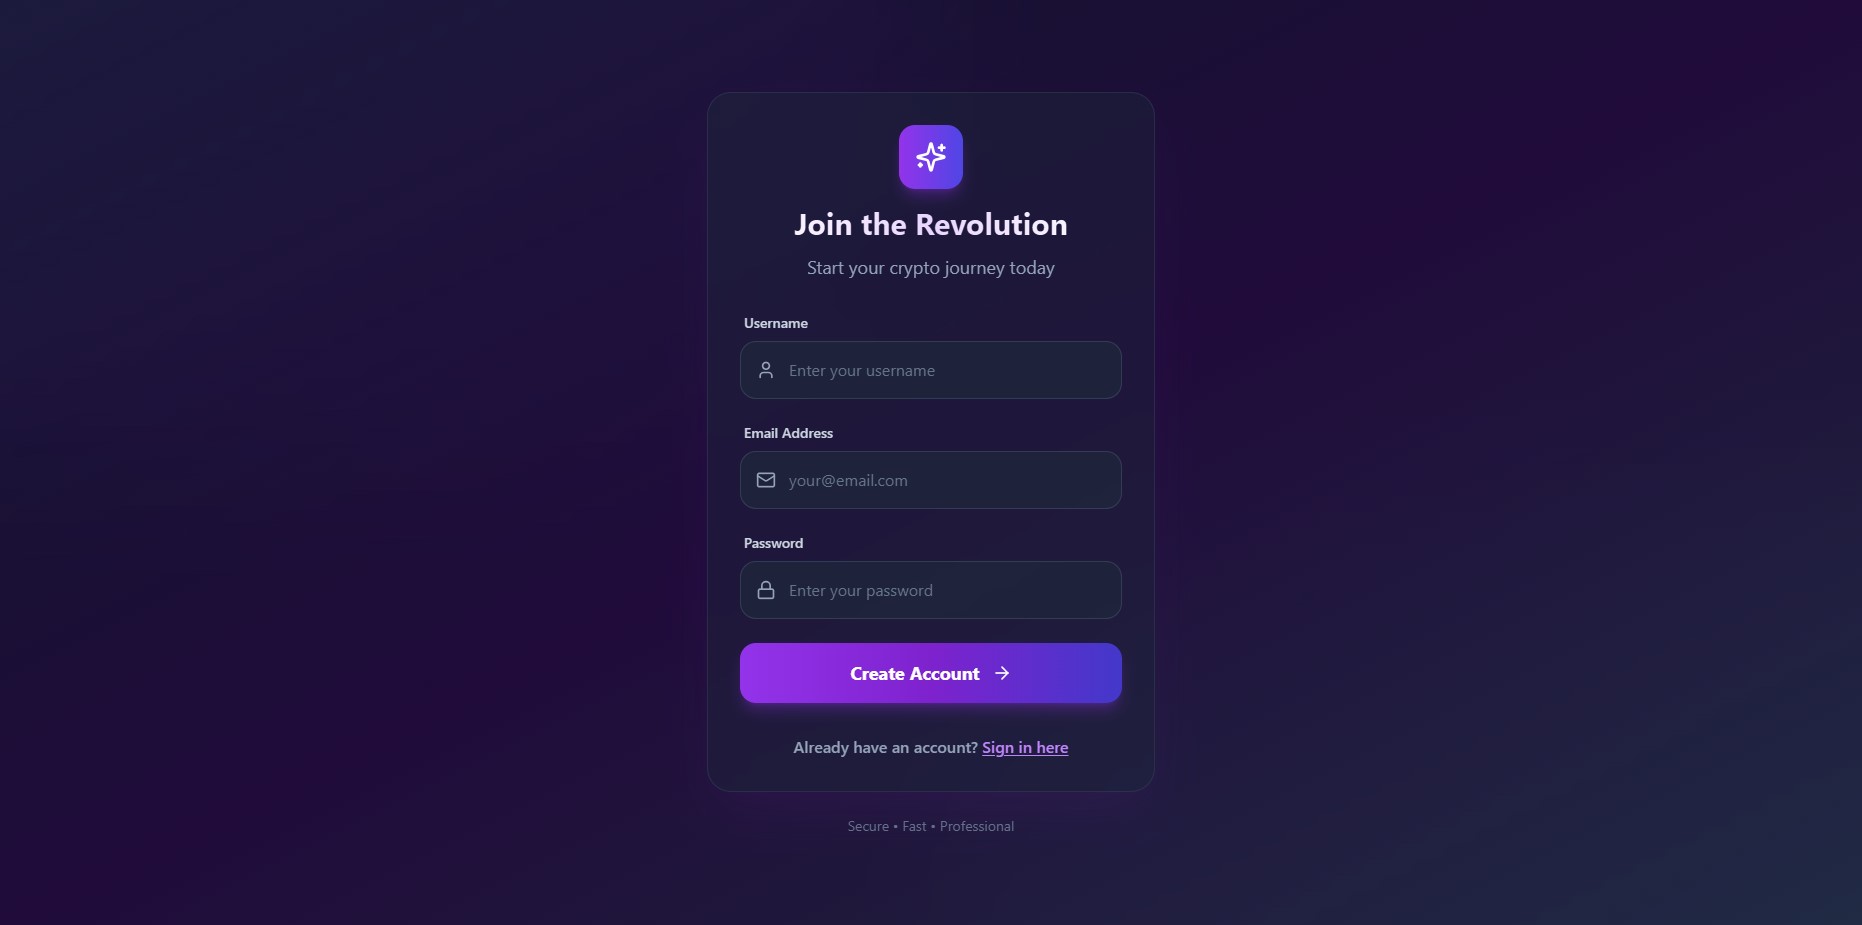 Join the Revolution
Start your crypto journey today
Username
Enter your username
Email Address
your@email.com
Password
Enter your password
Create Account
Already have an account? Sign in here
Secure • Fast • Professional